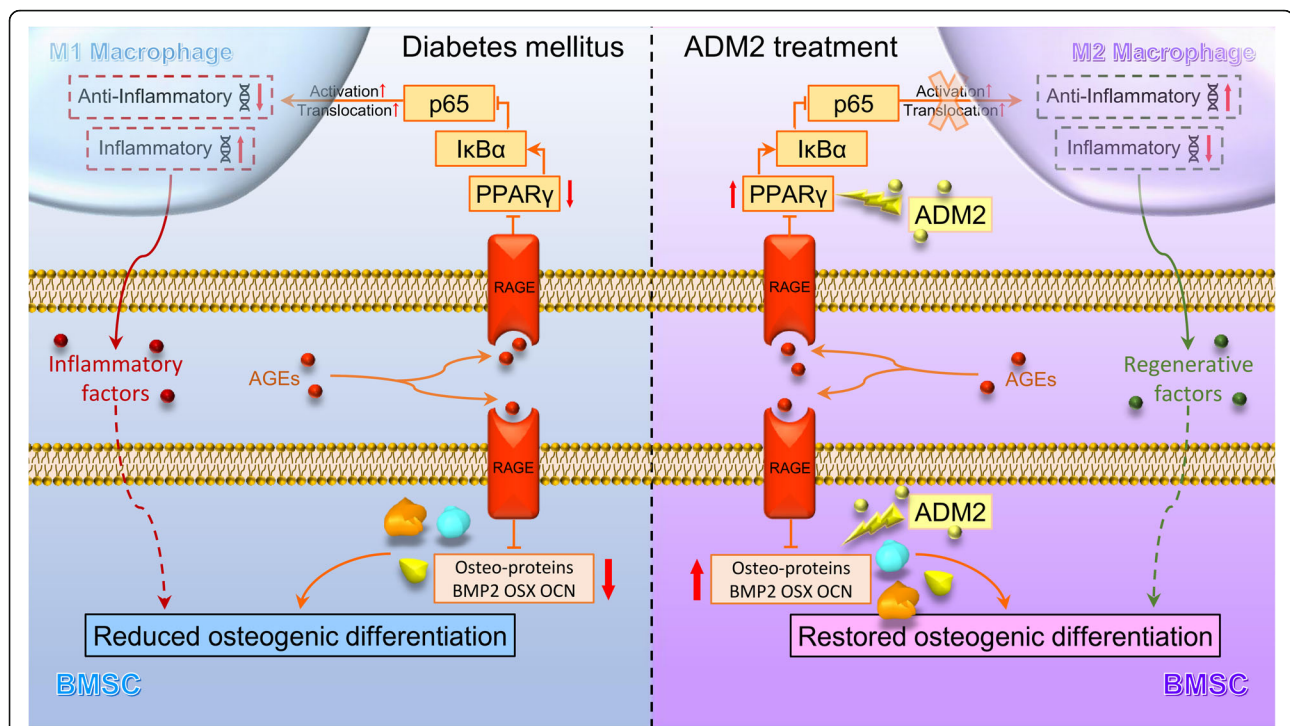 M1 Macrophage
Diabetes mellitus
Anti-Inflammatory
Activation↑
Translocation↑
p65
Inflammatory
IκBα
PPARγ
RAGE
Inflammatory
factors
AGEs
RAGE
Osteo-proteins
BMP2 OSX OCN
Reduced osteogenic differentiation
BMSC
ADM2 treatment
M2 Macrophage
p65
Activation↑
Translocation↑
Anti-Inflammatory
IκBα
Inflammatory
PPARγ
ADM2
RAGE
AGEs
Regenerative
factors
RAGE
ADM2
Osteo-proteins
BMP2 OSX OCN
Restored osteogenic differentiation
BMSC